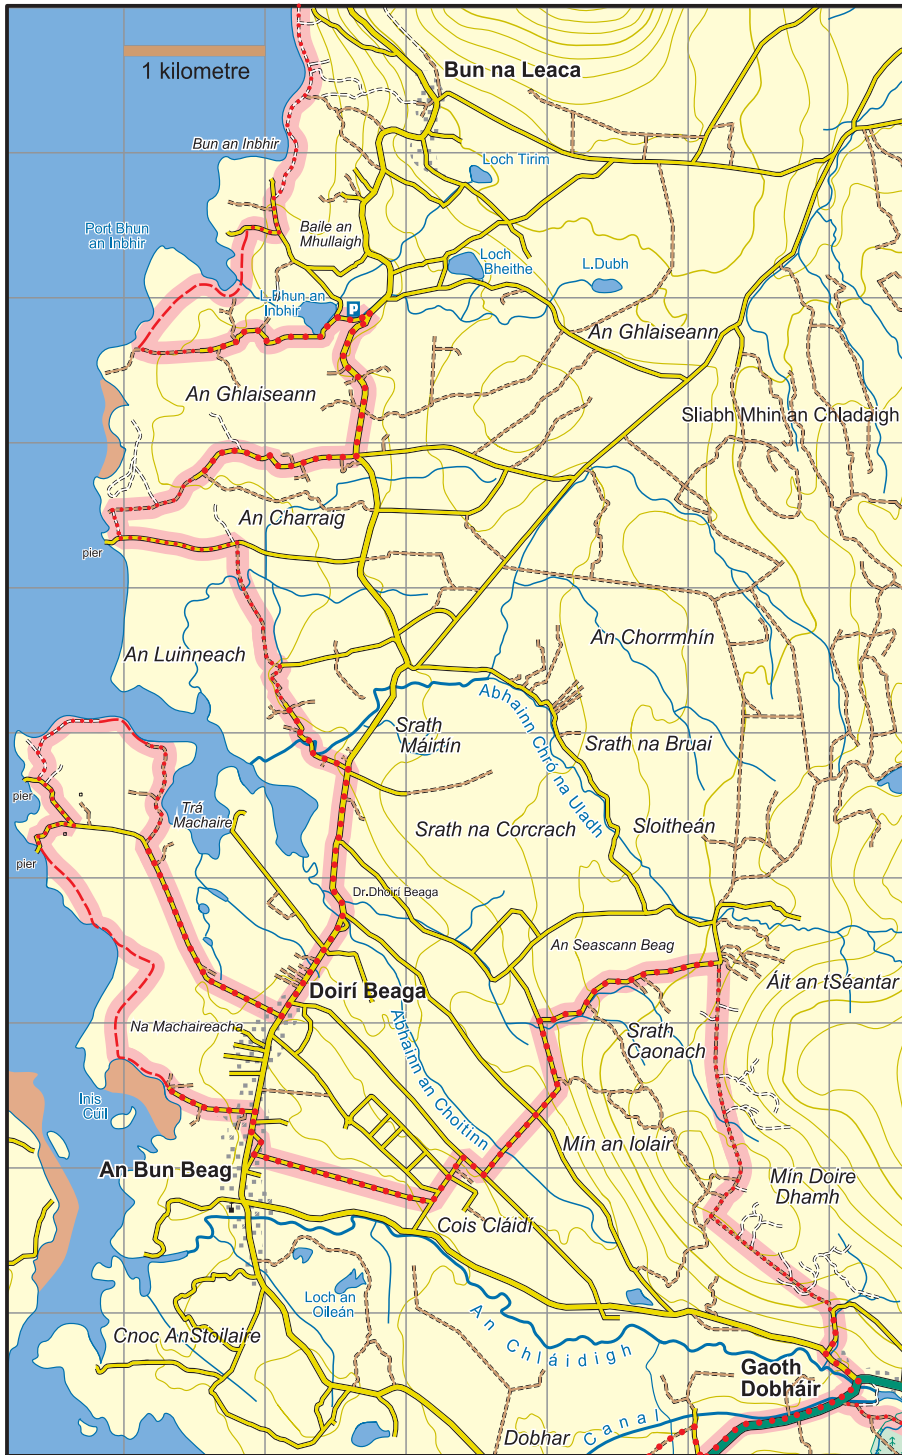 1 kilometre
Bun na Leaca
Bun an Inbhir
Loch Tirim
Port Bhun
an Inbhir
Baile an
Mhullaigh
Loch
Bheithe
L.Dubh
L.Bhun an
Inbhir
P
An Ghlaiseann
An Ghlaiseann
Sliabh Mhin an Chladaigh
An Charraig
pier
An Chorrmhín
An Luinneach
Abhainn Chró na Uladh
Srath
Máirtín
Srath na Bruai
pier
Trá
Machaire
Srath na Corcrach
Sloitheán
pier
Dr.Dhoirí Beaga
An Seascann Beag
Doirí Beaga
Áit an tSéantar
Na Machaireacha
Abhainn an Choitinn
Srath
Caonach
Inis
Cúil
Mín an Iolair
An Bun Beag
Mín Doire
Dhamh
Cois Cláidí
Loch an
Oileán
An Chláidigh
Cnoc AnStoilaire
Gaoth
Dobháir
Dobhar
Canal